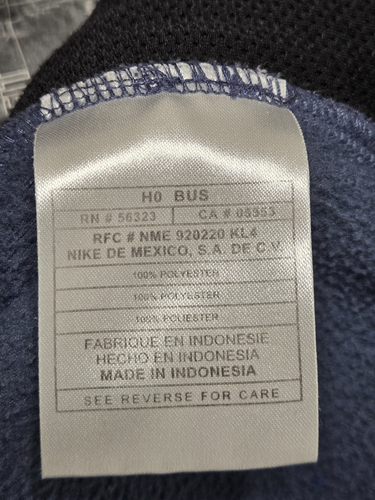 H0 BUS
RN # 56323 CA # 05553
RFC # NME 920220 KL4
NIKE DE MEXICO, S.A. DE C.V.
100% POLYESTER
100% POLYESTER
100% POLIESTER
FABRIQUE EN INDONESIE
HECHO EN INDONESIA
MADE IN INDONESIA
SEE REVERSE FOR CARE